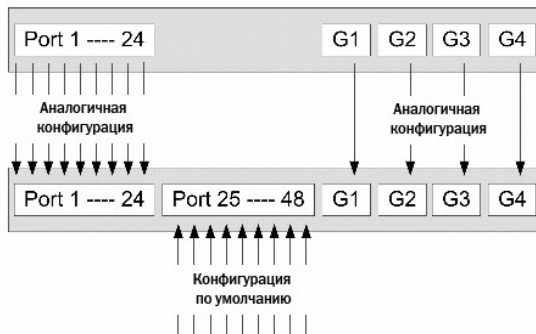 Port 1 ---- 24 G1 G2 G3 G4
Аналогичная
конфигурация
Аналогичная
конфигурация
Port 1 ---- 24 Port 25 ---- 48 G1 G2 G3 G4
Конфигурация
по умолчанию